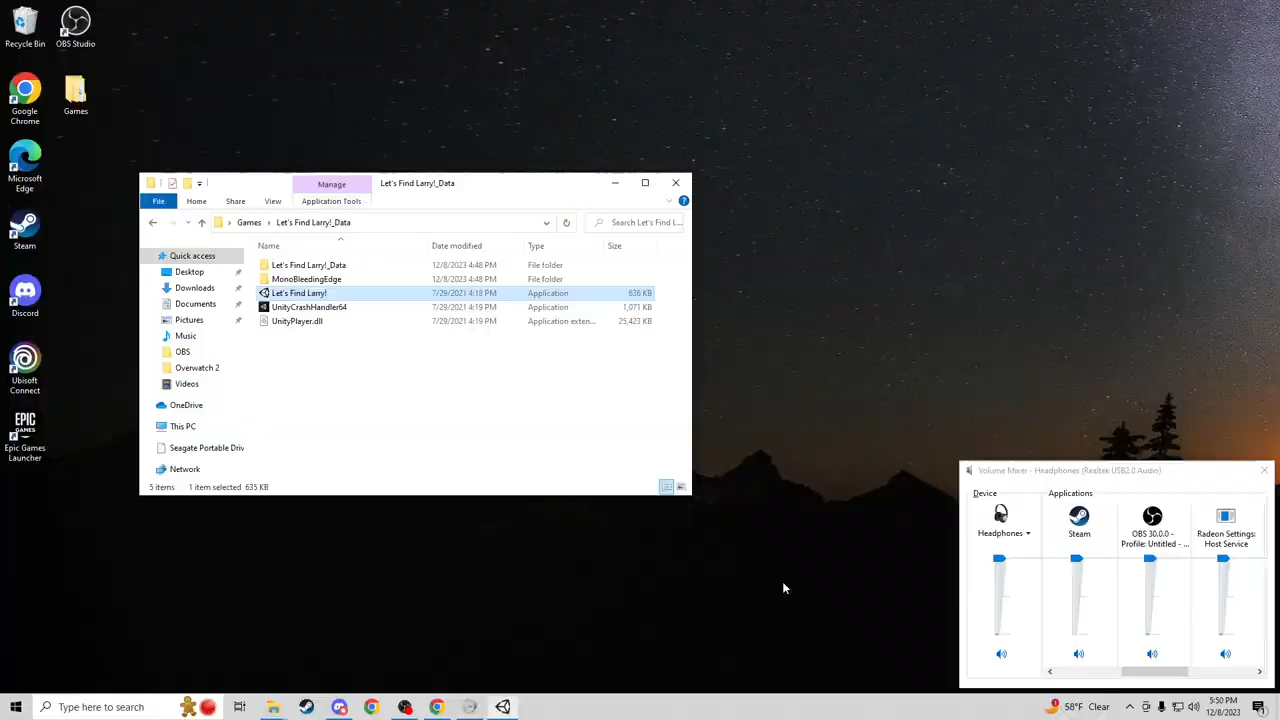 Recycle Bin
OBS Studio
Google Chrome
Games
Microsoft Edge
Steam
Discord
Ubisoft Connect
EPIC GAMES
Epic Games Launcher
Manage
Let's Find Larry!_Data
File
Home
Share
View
Application Tools
Games
Let's Find Larry!_Data
Search Let's Find L...
Name
Date modified
Type
Size
Quick access
Desktop
Downloads
Documents
Pictures
Music
OBS
Overwatch 2
Videos
OneDrive
This PC
Seagate Portable Driv
Network
Let's Find Larry!_Data 12/8/2023 4:48 PM File folder
MonoBleedingEdge 12/8/2023 4:48 PM File folder
Let's Find Larry! 7/29/2021 4:18 PM Application 636 KB
UnityCrashHandler64 7/29/2021 4:19 PM Application 1,071 KB
UnityPlayer.dll 7/29/2021 4:19 PM Application exten... 25,423 KB
5 items 1 item selected 635 KB
Volume Mixer - Headphones (Realtek USB2.0 Audio)
Device
Applications
Headphones
Steam
OBS 30.0.0 - Profile: Untitled - ...
Radeon Settings: Host Service
Type here to search
58°F Clear
5:50 PM
12/8/2023